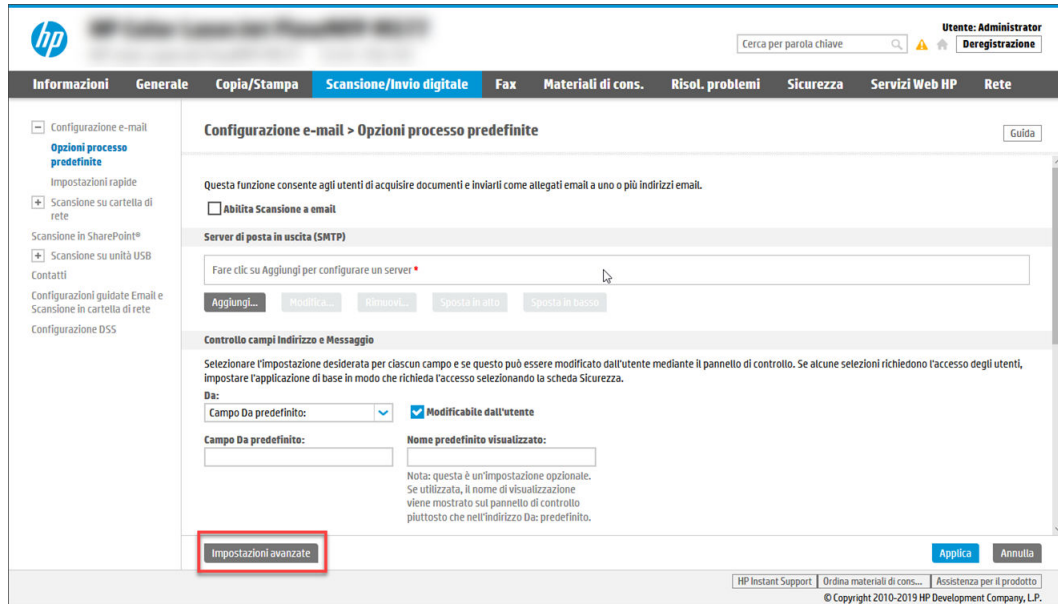 hp
Utente: Administrator
Cerca per parola chiave
Deregistrazione
Informazioni Generale Copia/Stampa Scansione/Invio digitale Fax Materiali di cons. Risol. problemi Sicurezza Servizi Web HP Rete
Configurazione e-mail
Opzioni processo
predefinite
Impostazioni rapide
Scansione su cartella di
rete
Scansione in SharePoint®
Scansione su unità USB
Contatti
Configurazioni guidate Email e
Scansione in cartella di rete
Configurazione DSS
Configurazione e-mail > Opzioni processo predefinite
Guida
Questa funzione consente agli utenti di acquisire documenti e inviarli come allegati email a uno o più indirizzi email.
Abilita Scansione a email
Server di posta in uscita (SMTP)
Fare clic su Aggiungi per configurare un server *
Aggiungi... Modifica... Rimuovi... Sposta in alto Sposta in basso
Controllo campi Indirizzo e Messaggio
Selezionare l'impostazione desiderata per ciascun campo e se questo può essere modificato dall'utente mediante il pannello di controllo. Se alcune selezioni richiedono l'accesso degli utenti,
impostare l'applicazione di base in modo che richieda l'accesso selezionando la scheda Sicurezza.
Da:
Campo Da predefinito: Modificabile dall'utente
Campo Da predefinito: Nome predefinito visualizzato:
Nota: questa è un'impostazione opzionale.
Se utilizzata, il nome di visualizzazione
viene mostrato sul pannello di controllo
piuttosto che nell'indirizzo Da: predefinito.
Impostazioni avanzate Applica Annulla
HP Instant Support Ordina materiali di cons... Assistenza per il prodotto
© Copyright 2010-2019 HP Development Company, L.P.